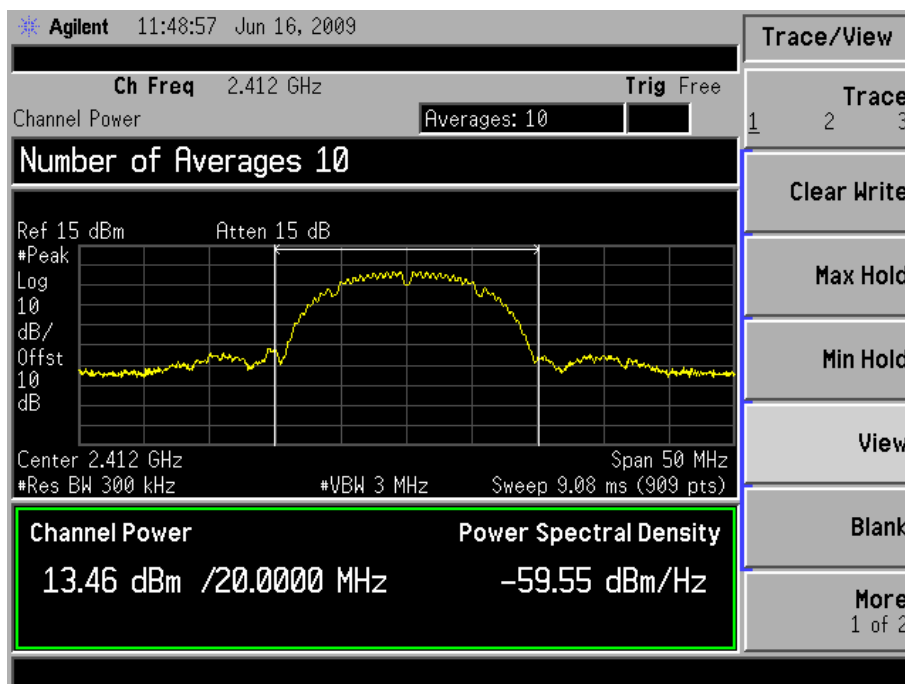 Agilent 11:48:57 Jun 16, 2009
Trace/View
Ch Freq 2.412 GHz Trig Free
Channel Power Averages: 10
Number of Averages 10
Ref 15 dBm Atten 15 dB
#Peak
Log
10
dB/
Offst
10
dB
Center 2.412 GHz Span 50 MHz
#Res BW 300 kHz #VBW 3 MHz Sweep 9.08 ms (909 pts)
Channel Power Power Spectral Density
13.46 dBm /20.0000 MHz -59.55 dBm/Hz
Trace
1 2 3
Clear Write
Max Hold
Min Hold
View
Blank
More
1 of 2